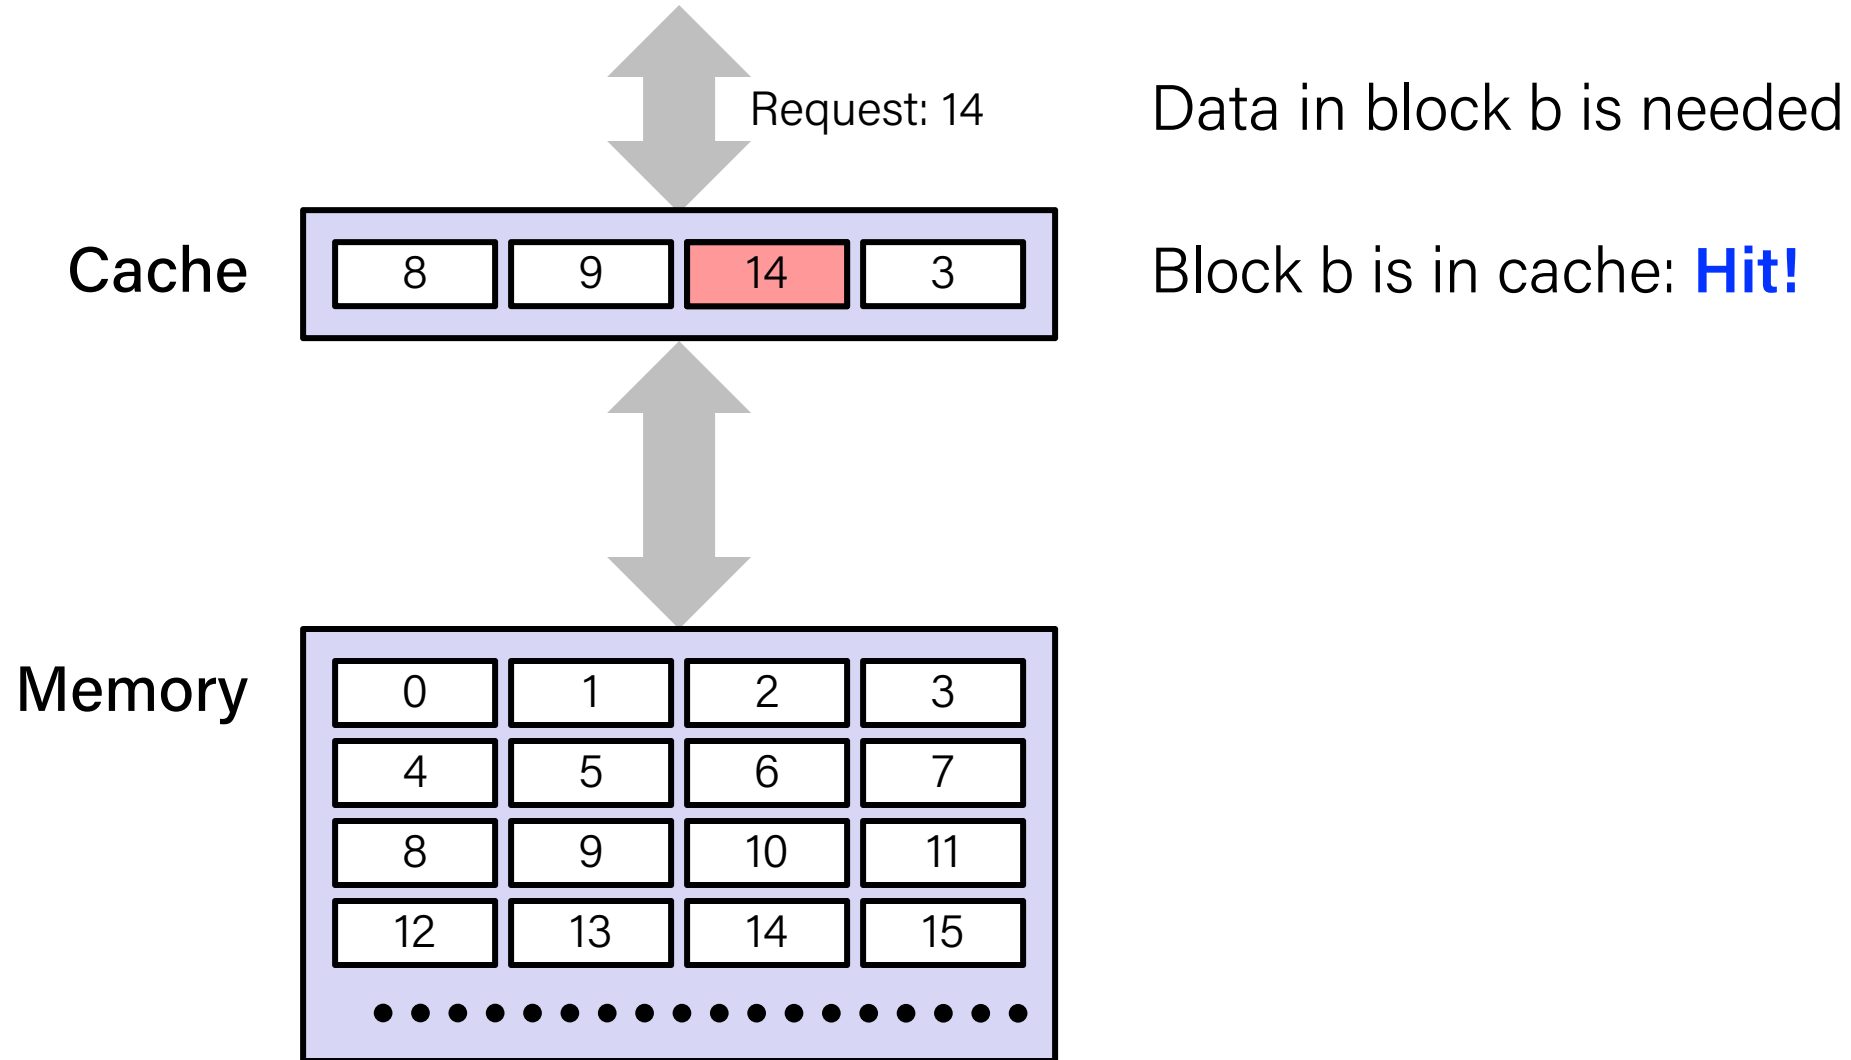 Request: 14
Data in block b is needed
Cache
8 9 14 3
Block b is in cache: Hit!
Memory
0 1 2 3
4 5 6 7
8 9 10 11
12 13 14 15